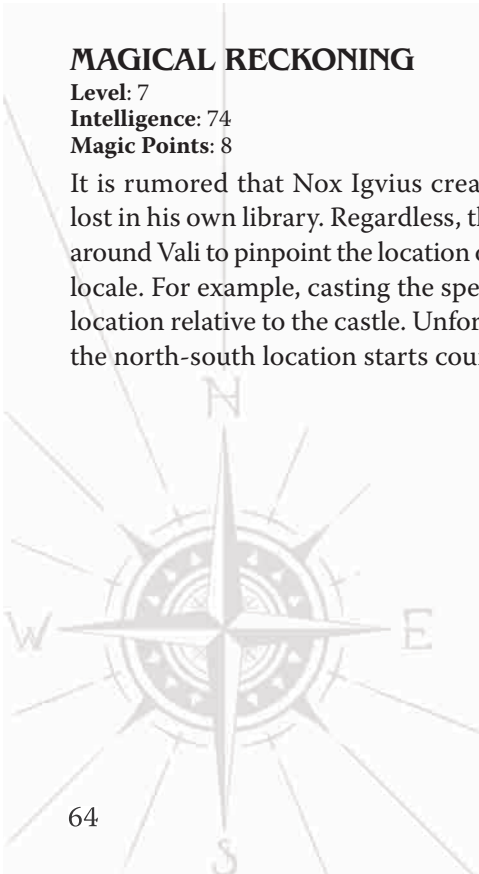 MAGICAL RECKONING
Level: 7
Intelligence: 74
Magic Points: 8
It is rumored that Nox Igvius crea
lost in his own library. Regardless, t
around Vali to pinpoint the location
locale. For example, casting the spe
location relative to the castle. Unfor
the north-south location starts cou
N
W
E
64
S